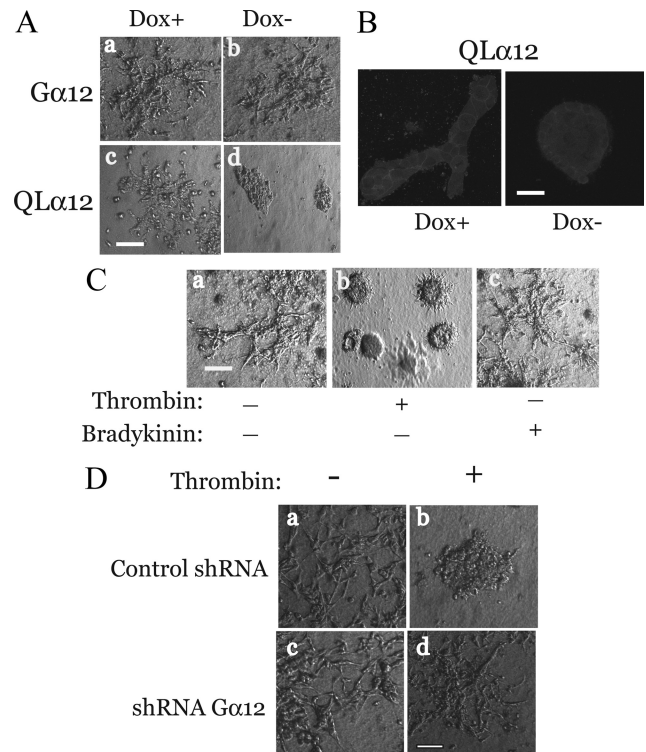 A
Dox+ Dox-
a b
Gα12
c d
QLα12
B
QLα12
Dox+ Dox-
C
a b c
Thrombin: – + –
Bradykinin: – – +
D
Thrombin: - +
a b
Control shRNA
c d
shRNA Gα12